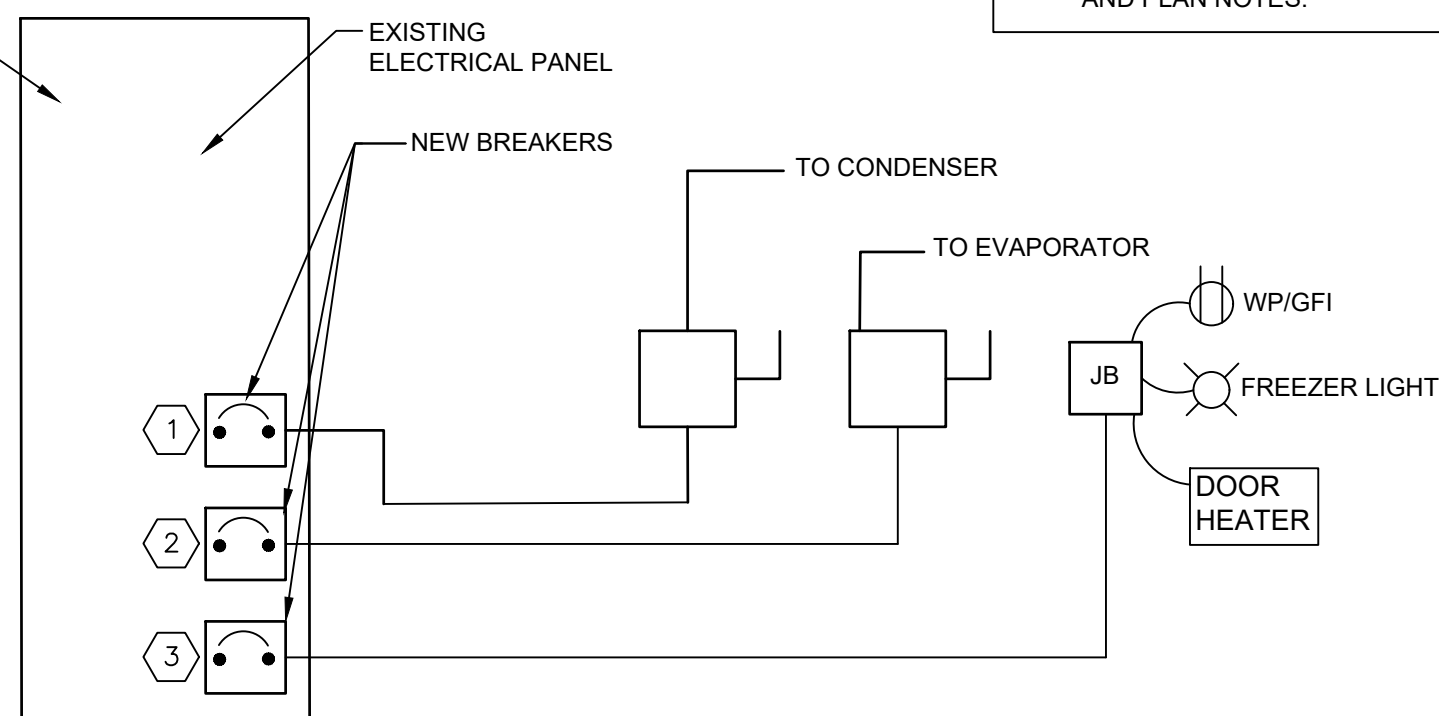 AND PLAN NOTES.
EXISTING
ELECTRICAL PANEL
NEW BREAKERS
TO CONDENSER
TO EVAPORATOR
WP/GFI
JB
FREEZER LIGHT
1
DOOR
HEATER
2
3